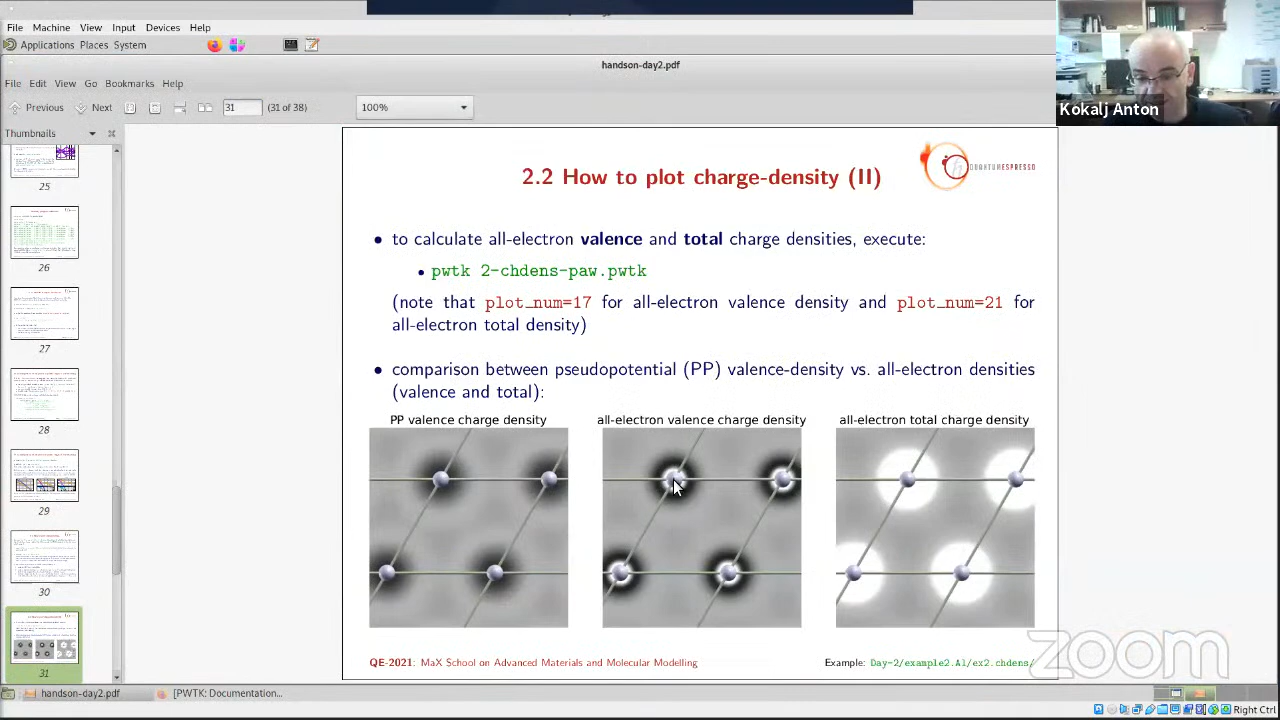 File Machine View Input Devices Help
Applications Places System
handson-day2.pdf
File Edit View Go Bookmarks Help
Previous Next 31 (31 of 38) 100%
Kokalj Anton
Thumbnails
25
26
27
28
29
30
31
2.2 How to plot charge-density (II)
QUANTUMESPRESSO
• to calculate all-electron valence and total charge densities, execute:
• pwtk 2-chdens-paw.pwtk
(note that plot_num=17 for all-electron valence density and plot_num=21 for
all-electron total density)
• comparison between pseudopotential (PP) valence-density vs. all-electron densities
(valence and total):
PP valence charge density
all-electron valence charge density
all-electron total charge density
QE-2021: MaX School on Advanced Materials and Molecular Modelling
Example: Day-2/example2.Al/ex2.chdens/
zoom
handson-day2.pdf
[PWTK: Documentation...
Right Ctrl